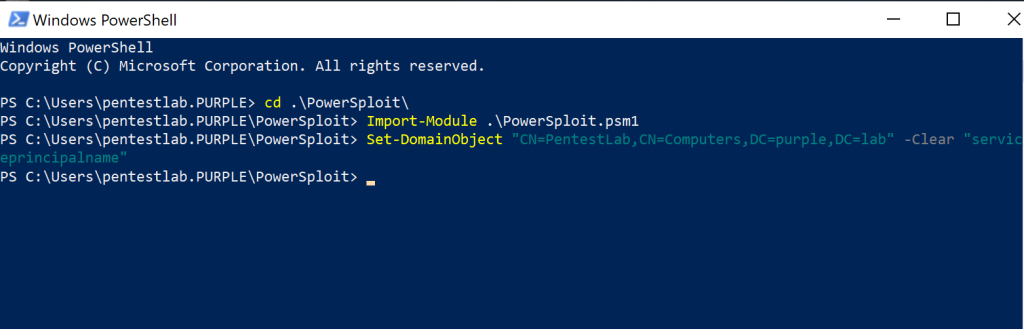 Windows PowerShell
Windows PowerShell
Copyright (C) Microsoft Corporation. All rights reserved.
PS C:\Users\pentestlab.PURPLE> cd .\PowerSploit\
PS C:\Users\pentestlab.PURPLE\PowerSploit> Import-Module .\PowerSploit.psm1
PS C:\Users\pentestlab.PURPLE\PowerSploit> Set-DomainObject "CN=PentestLab,CN=Computers,DC=purple,DC=lab" -Clear "servic
eprincipalname"
PS C:\Users\pentestlab.PURPLE\PowerSploit>